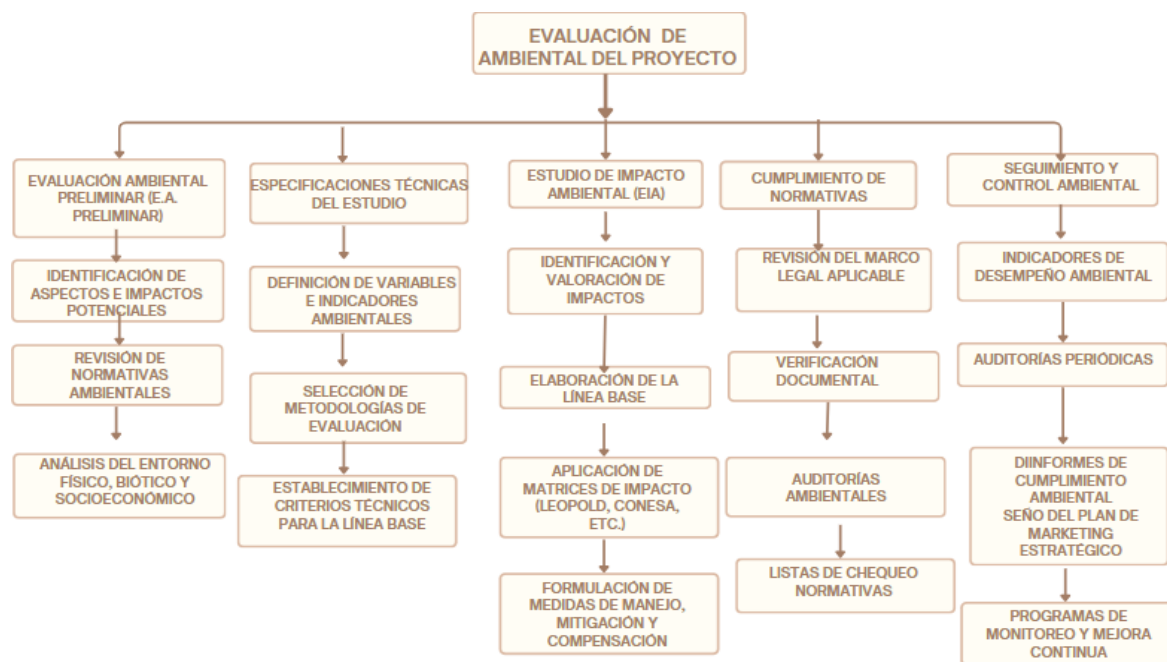 EVALUACIÓN DE
AMBIENTAL DEL PROYECTO
EVALUACIÓN AMBIENTAL
PRELIMINAR (E.A.
PRELIMINAR)
IDENTIFICACIÓN DE
ASPECTOS E IMPACTOS
POTENCIALES
REVISIÓN DE
NORMATIVAS
AMBIENTALES
ANÁLISIS DEL ENTORNO
FÍSICO, BIÓTICO Y
SOCIOECONÓMICO
ESPECIFICACIONES TÉCNICAS
DEL ESTUDIO
DEFINICIÓN DE VARIABLES
E INDICADORES
AMBIENTALES
SELECCIÓN DE
METODOLOGÍAS DE
EVALUACIÓN
ESTABLECIMIENTO DE
CRITERIOS TÉCNICOS
PARA LA LÍNEA BASE
ESTUDIO DE IMPACTO
AMBIENTAL (EIA)
IDENTIFICACIÓN Y
VALORACIÓN DE
IMPACTOS
ELABORACIÓN DE LA
LÍNEA BASE
APLICACIÓN DE
MATRICES DE IMPACTO
(LEOPOLD, CONESA,
ETC.)
FORMULACIÓN DE
MEDIDAS DE MANEJO,
MITIGACIÓN Y
COMPENSACIÓN
CUMPLIMIENTO DE
NORMATIVAS
REVISIÓN DEL MARCO
LEGAL APLICABLE
VERIFICACIÓN
DOCUMENTAL
AUDITORÍAS
AMBIENTALES
LISTAS DE CHEQUEO
NORMATIVAS
SEGUIMIENTO Y
CONTROL AMBIENTAL
INDICADORES DE
DESEMPEÑO AMBIENTAL
AUDITORÍAS PERIÓDICAS
DIINFORMES DE
CUMPLIMIENTO
AMBIENTAL
SEÑO DEL PLAN DE
MARKETING
ESTRATÉGICO
PROGRAMAS DE
MONITOREO Y MEJORA
CONTINUA